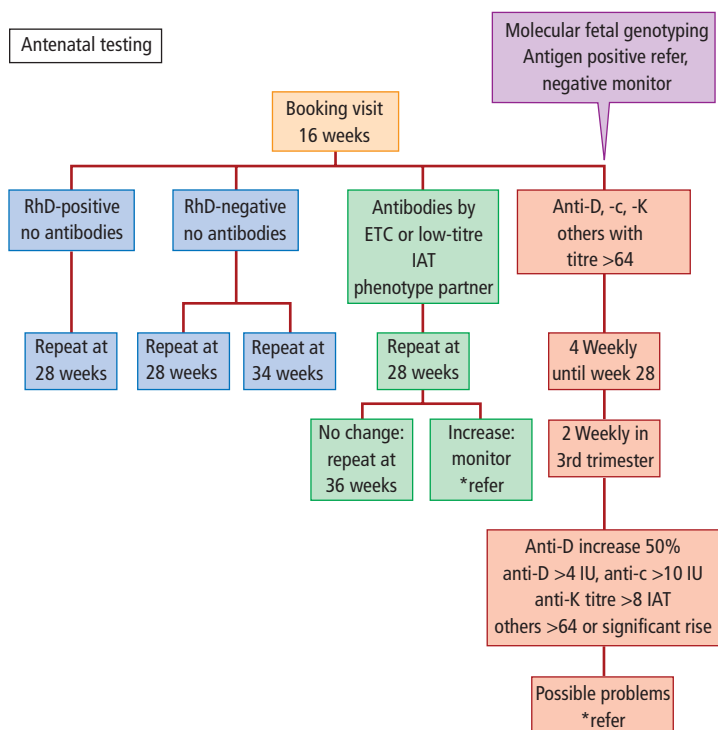 Antenatal testing
Molecular fetal genotyping
Antigen positive refer,
negative monitor
Booking visit
16 weeks
RhD-positive
no antibodies
RhD-negative
no antibodies
Antibodies by
ETC or low-titre
IAT
phenotype partner
Anti-D, -c, -K
others with
titre >64
Repeat at
28 weeks
Repeat at
28 weeks
Repeat at
34 weeks
Repeat at
28 weeks
4 Weekly
until week 28
No change:
repeat at
36 weeks
Increase:
monitor
*refer
2 Weekly in
3rd trimester
Anti-D increase 50%
anti-D >4 IU, anti-c >10 IU
anti-K titre >8 IAT
others >64 or significant rise
Possible problems
*refer